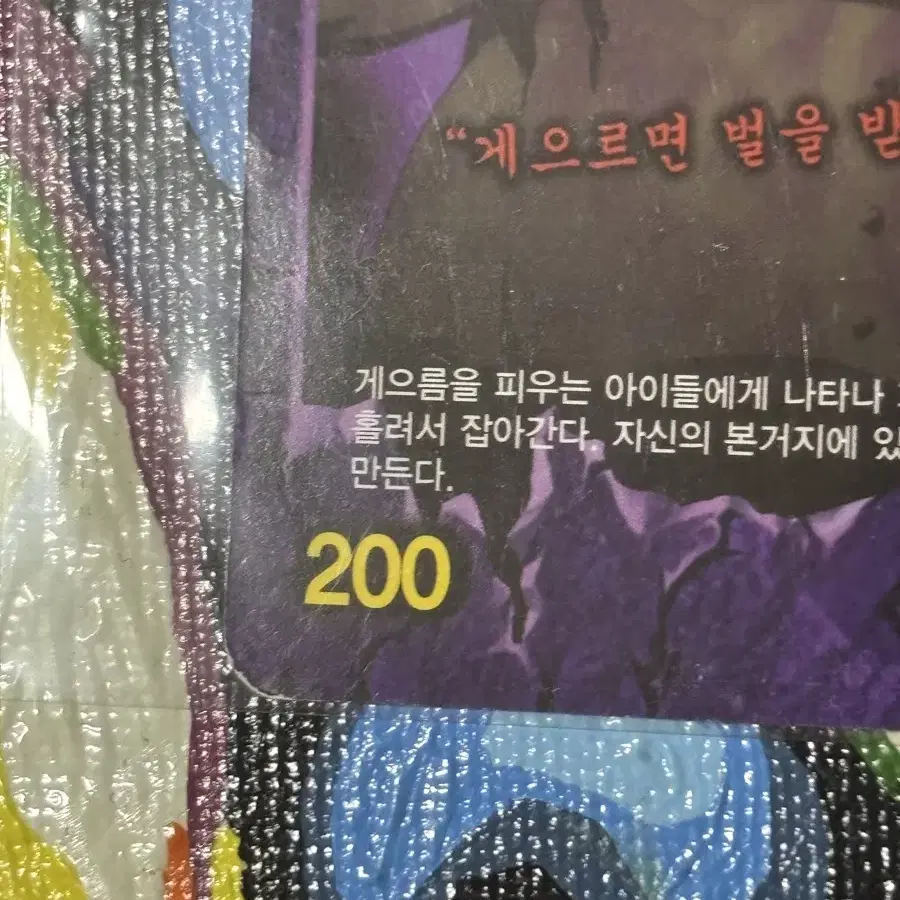 “게으르면 벌을 받
게으름을 피우는 아이들에게 나타나
홀려서 잡아간다. 자신의 본거지에 있
만든다.
200